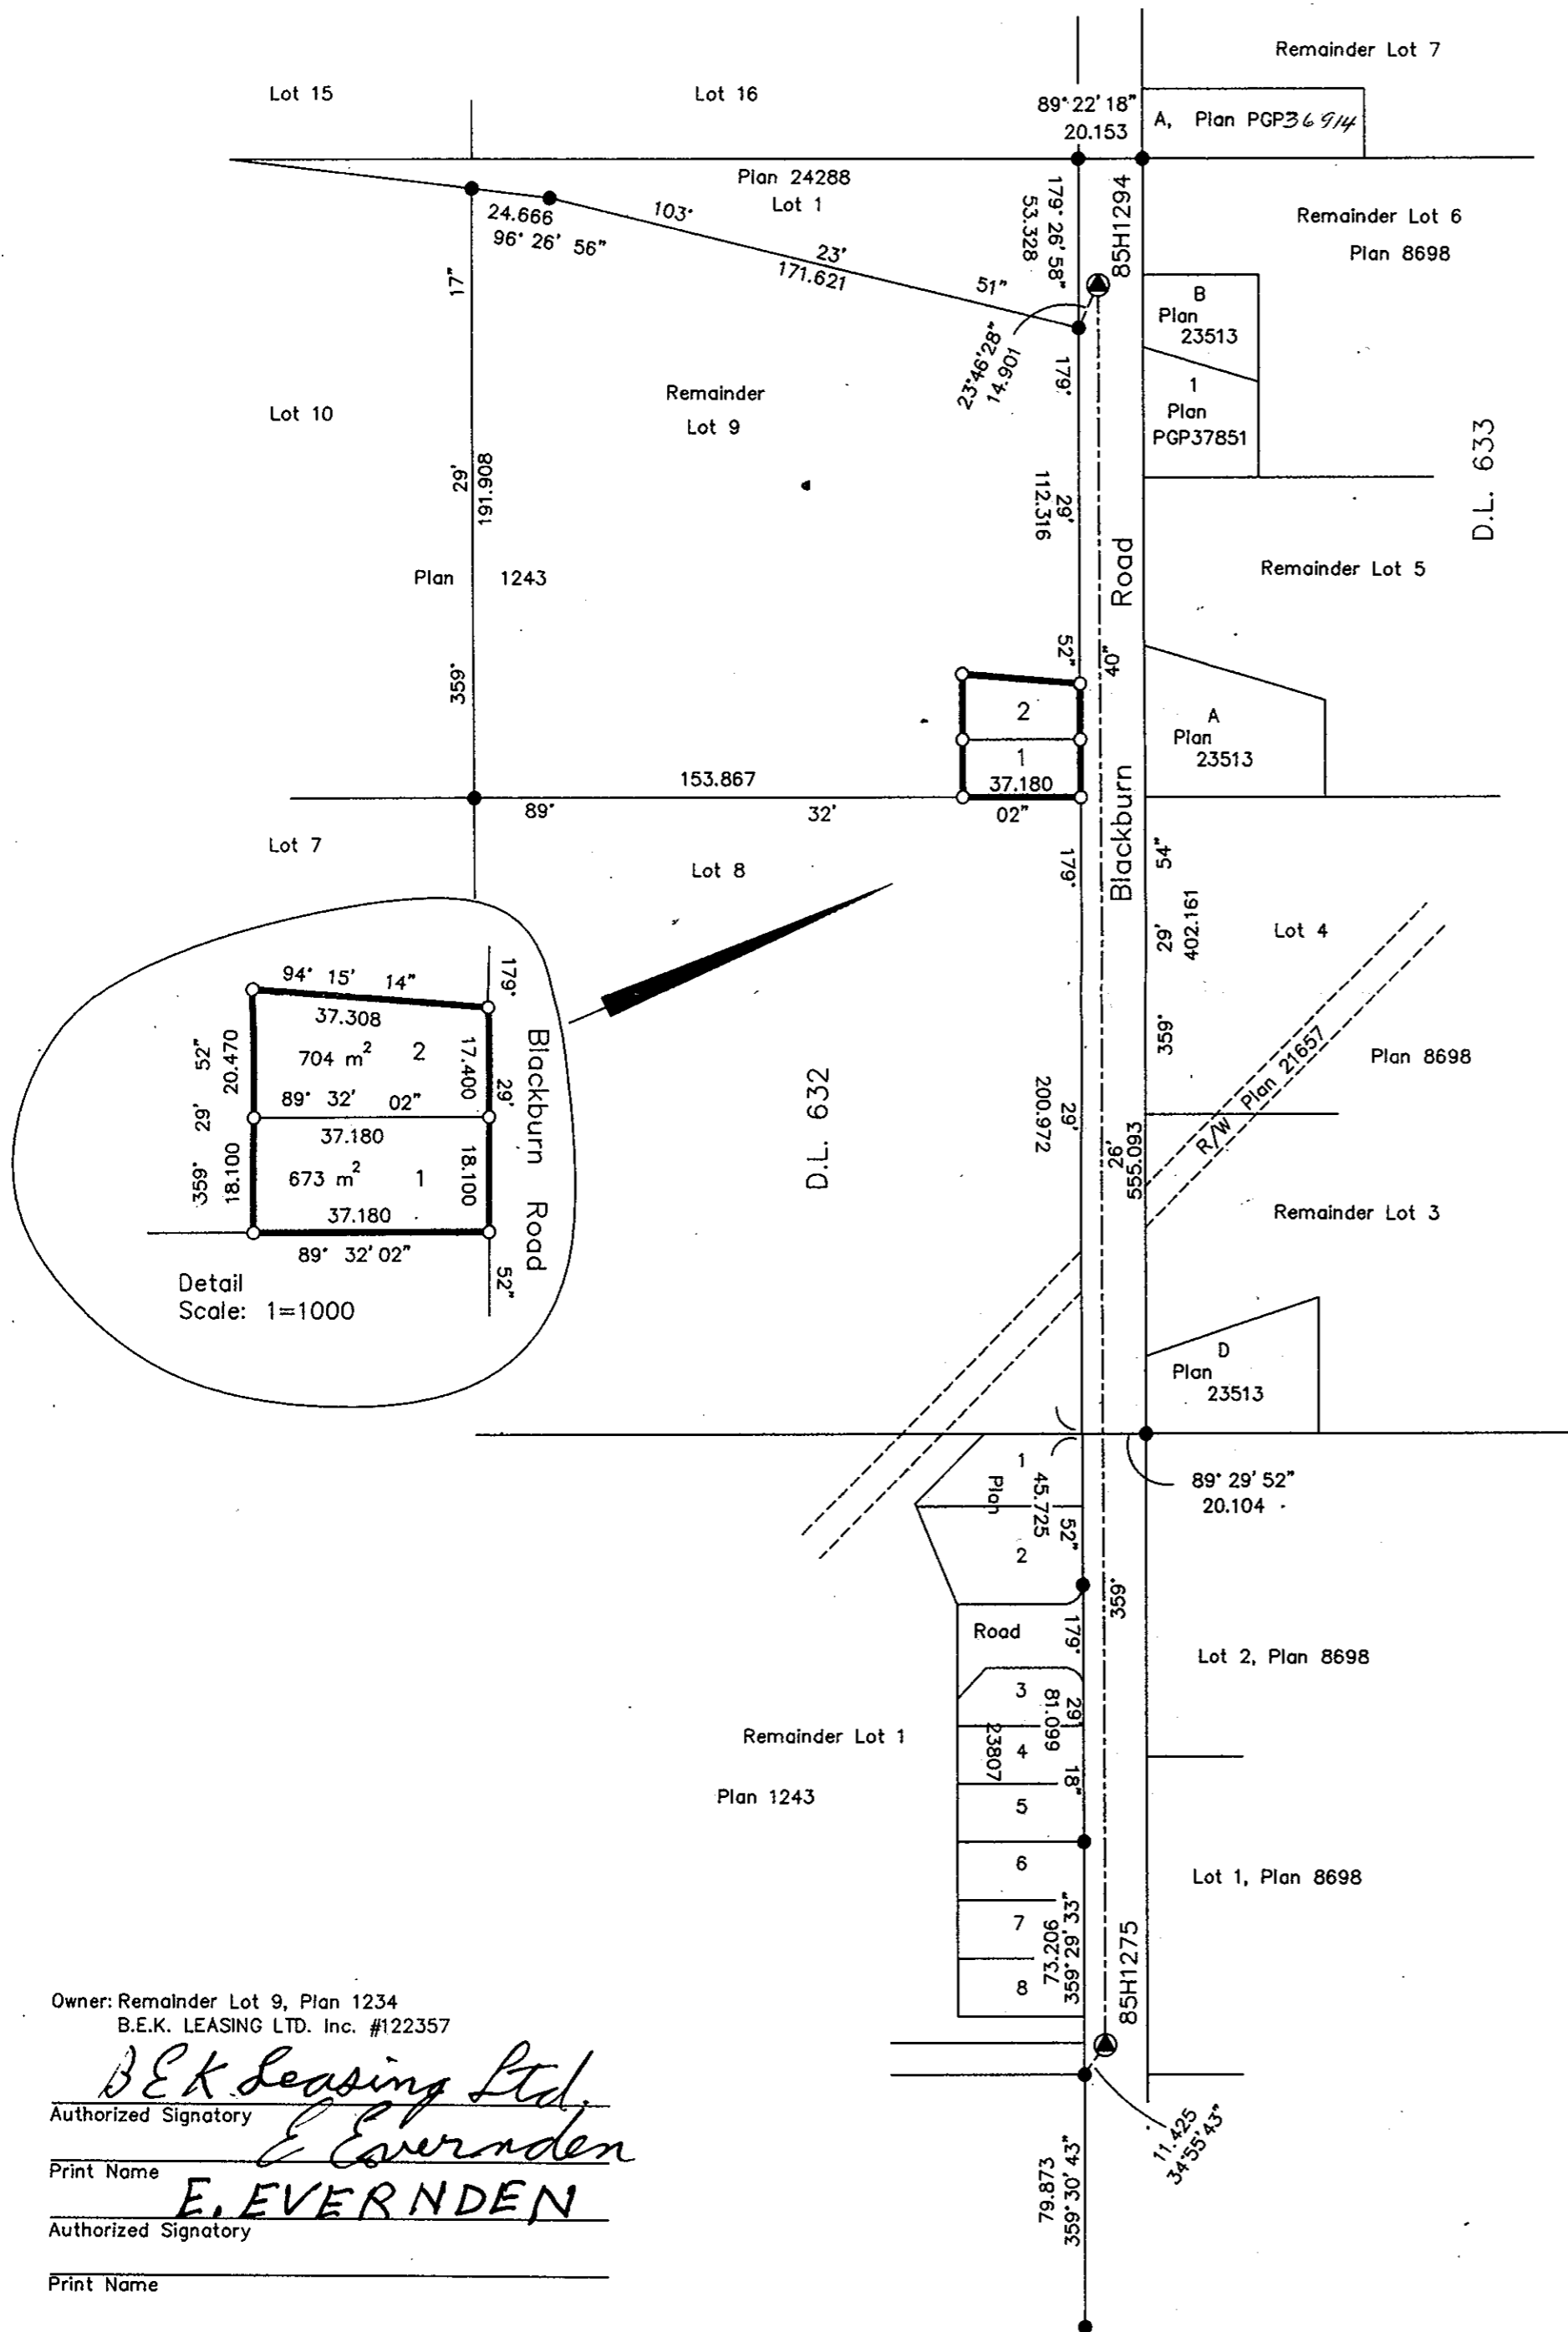 Remainder Lot 7
Lot 15
Lot 16
89° 22' 18"
20.153
A, Plan PGP36914
Plan 24288
Lot 1
24.666
96° 26' 56"
103° 23' 51"
171.621
179° 26' 58"
53.328
85H1294
Remainder Lot 6
Plan 8698
B
Plan
23513
1
Plan
PGP37851
23°46'28"
14.901
Remainder
Lot 9
Lot 10
359° 29' 17"
191.908
179° 29' 52"
112.316
D.L. 633
Plan 1243
Remainder Lot 5
Blackburn Road
359° 26' 40"
555.093
2
1
37.180
153.867
89° 32' 02"
A
Plan
23513
Lot 7
Lot 8
359° 29' 54"
402.161
Lot 4
179° 29' 52"
200.972
D.L. 632
R/W Plan 21657
Plan 8698
94° 15' 14"
37.308
704 m² 2
17.400
20.470
89° 32' 02"
37.180
673 m² 1
18.100
18.100
37.180
89° 32' 02"
359° 29' 52"
179° 29' 52"
Blackburn Road
Detail
Scale: 1=1000
Remainder Lot 3
D
Plan
23513
89° 29' 52"
20.104
1
45.725
Plan
2
Road
179° 29' 18"
81.099
3
23807
4
5
6
7
8
359° 29' 33"
73.206
Lot 2, Plan 8698
Remainder Lot 1
Plan 1243
Lot 1, Plan 8698
85H1275
11.425
34°55'43"
359° 30' 43"
79.873
Owner: Remainder Lot 9, Plan 1234
B.E.K. LEASING LTD. Inc. #122357
BEK Leasing Ltd.
Authorized Signatory
E Evernden
Print Name
E. EVERNDEN
Authorized Signatory
Print Name